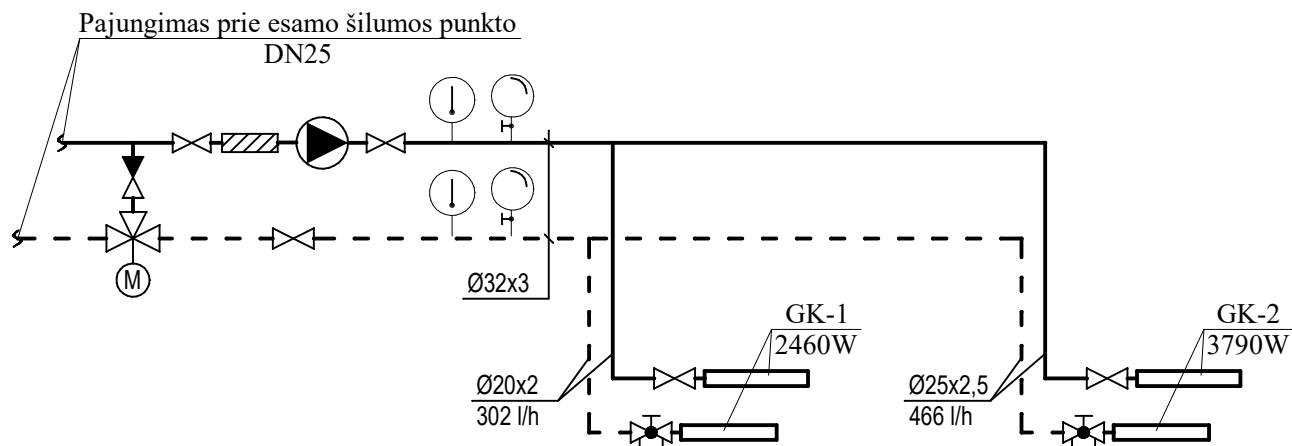 Pajungimas prie esamo šilumos punkto
DN25
M
Ø32x3
GK-1
2460W
GK-2
3790W
Ø20x2
302 l/h
Ø25x2,5
466 l/h